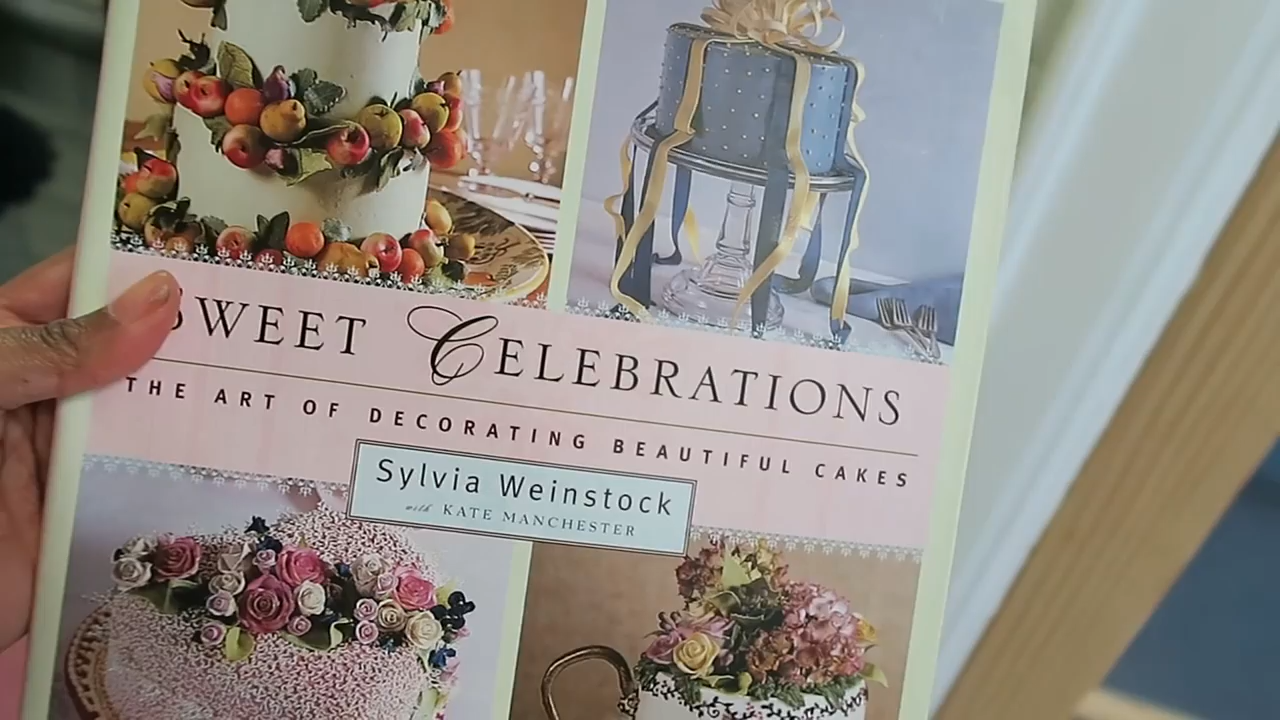 SWEET CELEBRATIONS
THE ART OF DECORATING BEAUTIFUL CAKES
Sylvia Weinstock
with KATE MANCHESTER